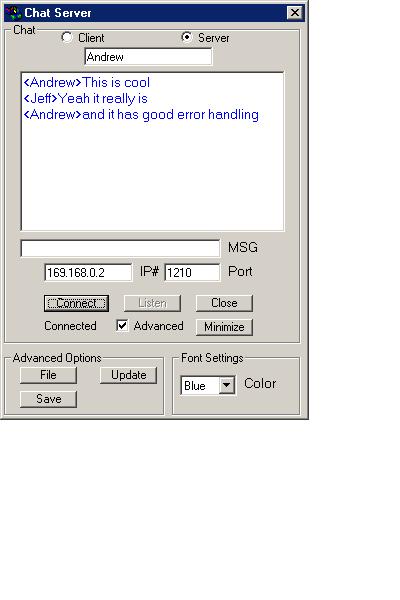 Chat Server
Chat
Client Server
Andrew
<Andrew>This is cool
<Jeff>Yeah it really is
<Andrew>and it has good error handling
MSG
169.168.0.2 IP# 1210 Port
Connect Listen Close
Connected Advanced Minimize
Advanced Options Font Settings
File Update
Blue Color
Save